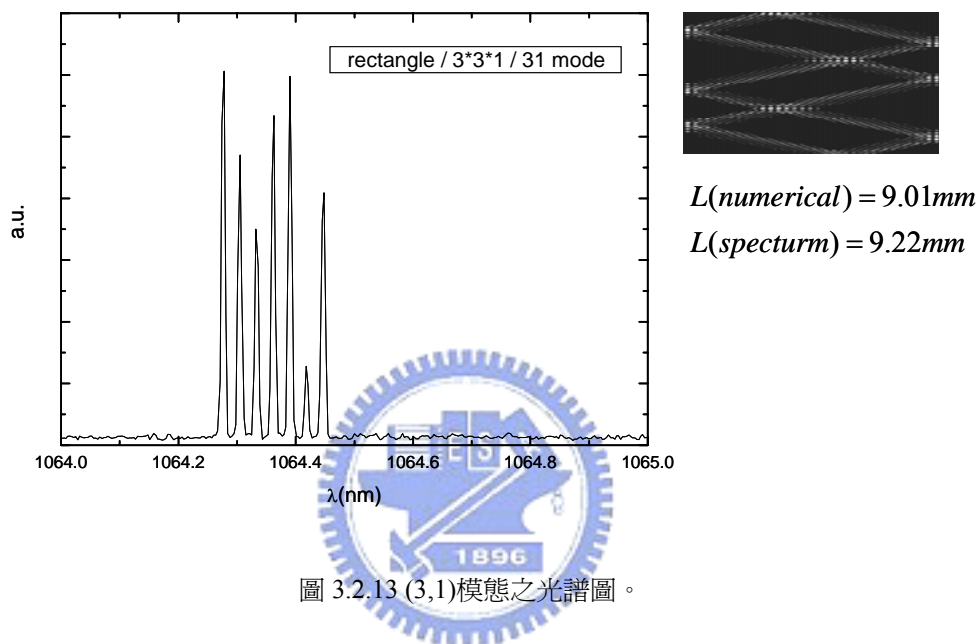 rectangle / 3*3*1 / 31 mode
a.u.
1064.0 1064.2 1064.4 1064.6 1064.8 1065.0
λ(nm)
L(numerical) = 9.01mm
L(specturm) = 9.22mm
E S
1896
圖 3.2.13 (3,1)模態之光譜圖。